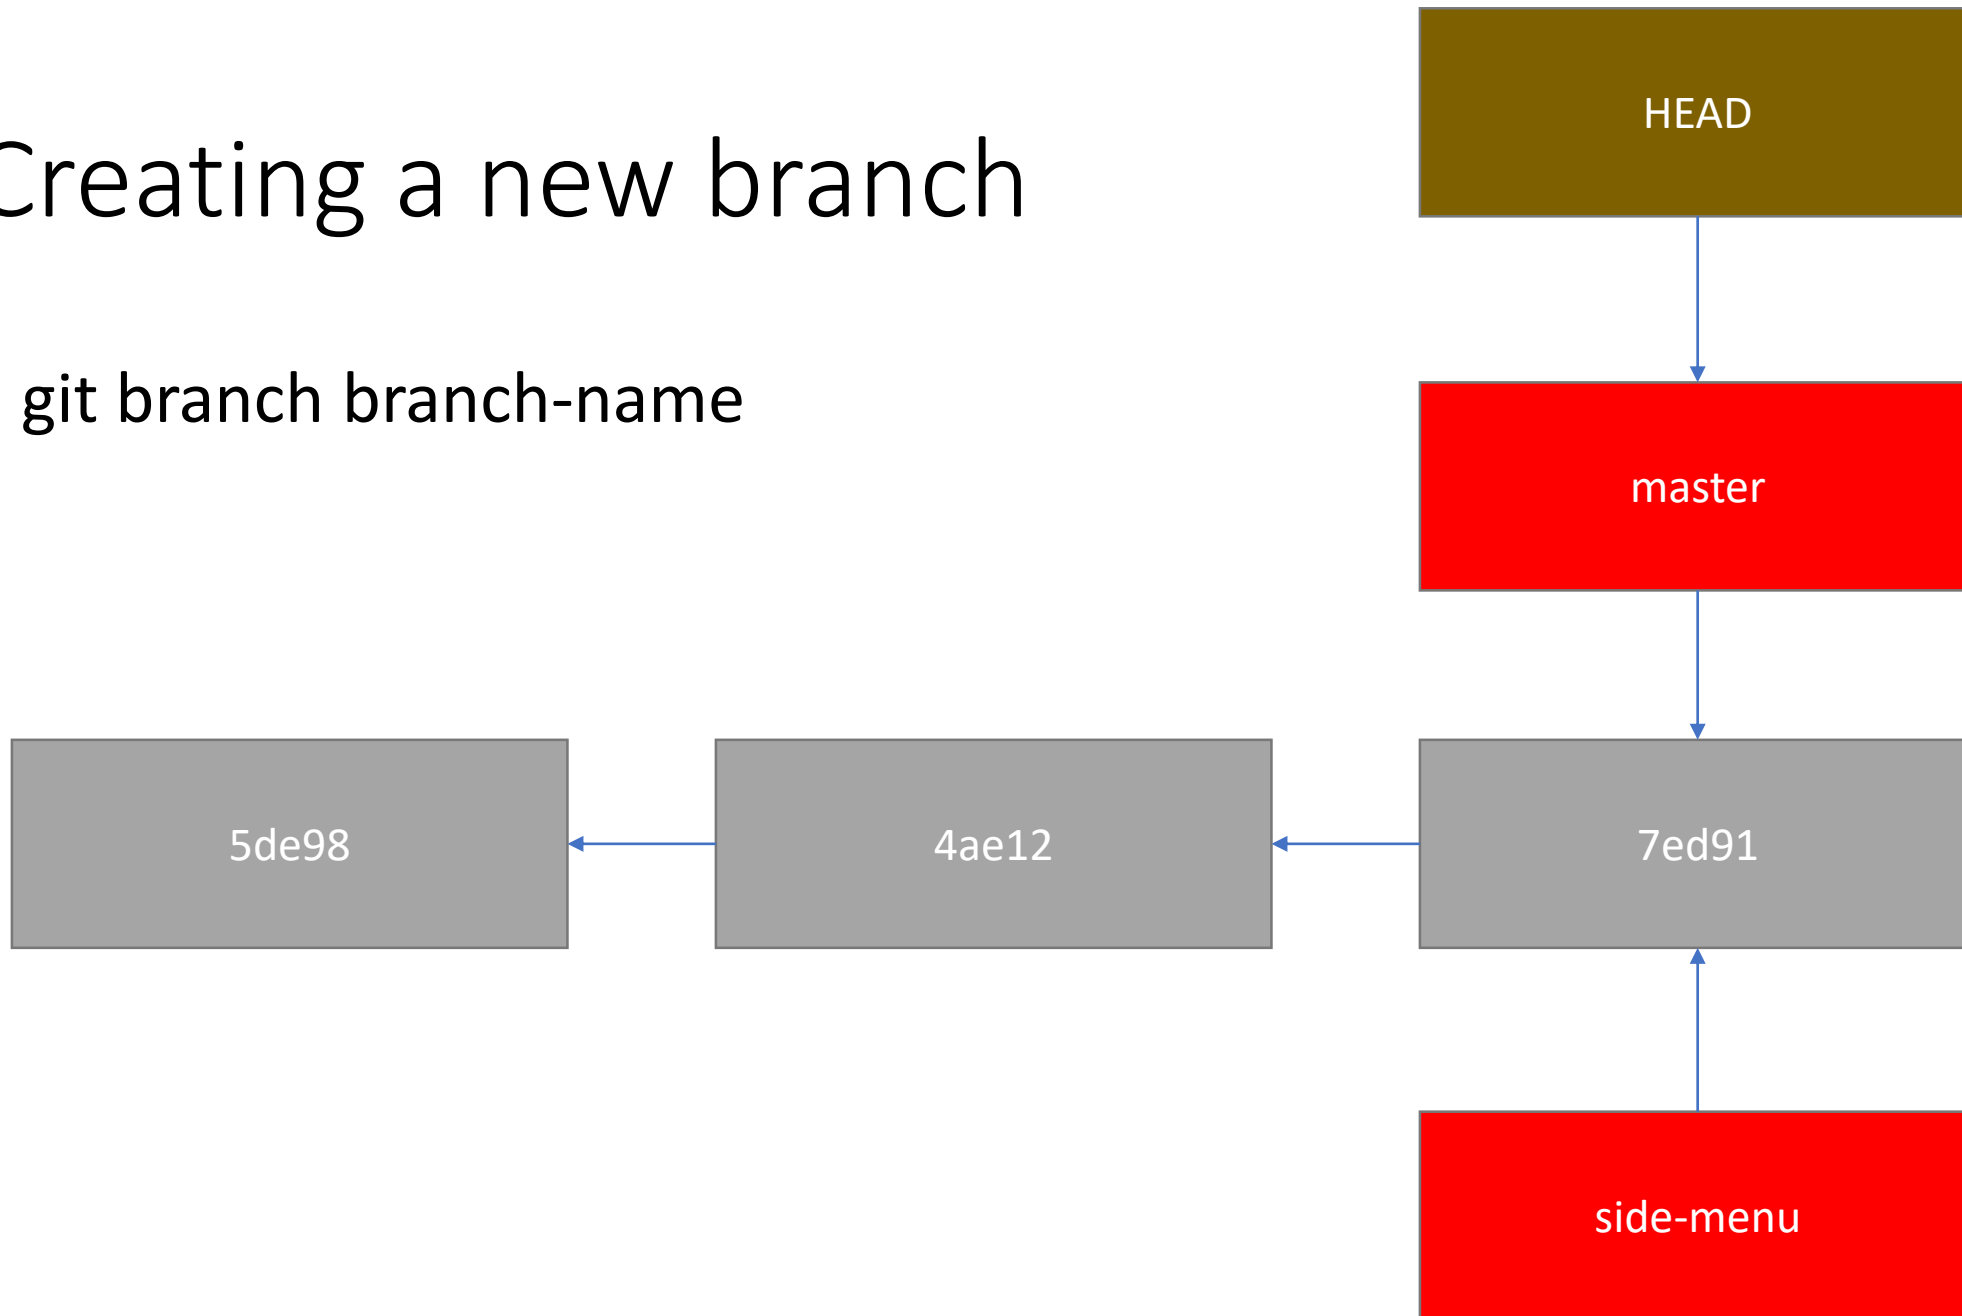 HEAD
Creating a new branch
git branch branch-name
master
5de98
4ae12
7ed91
side-menu